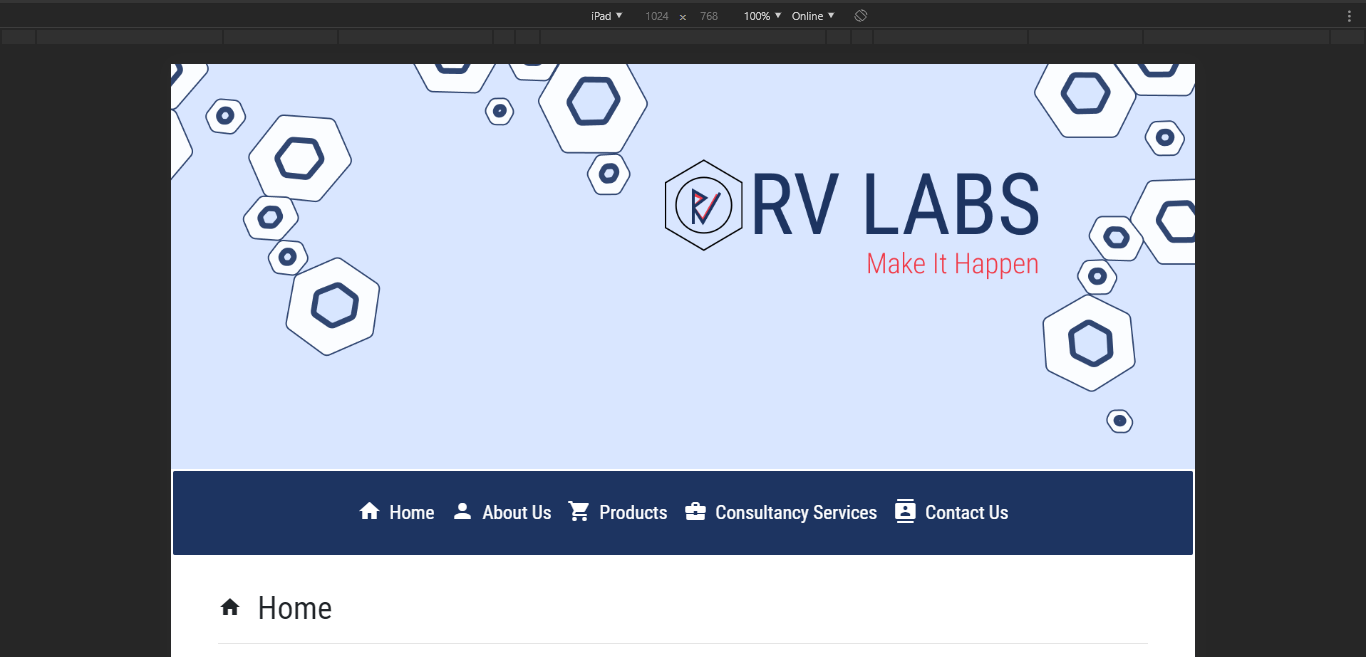 iPad 1024 × 768 100% Online
RV LABS
Make It Happen
Home About Us Products Consultancy Services Contact Us
Home